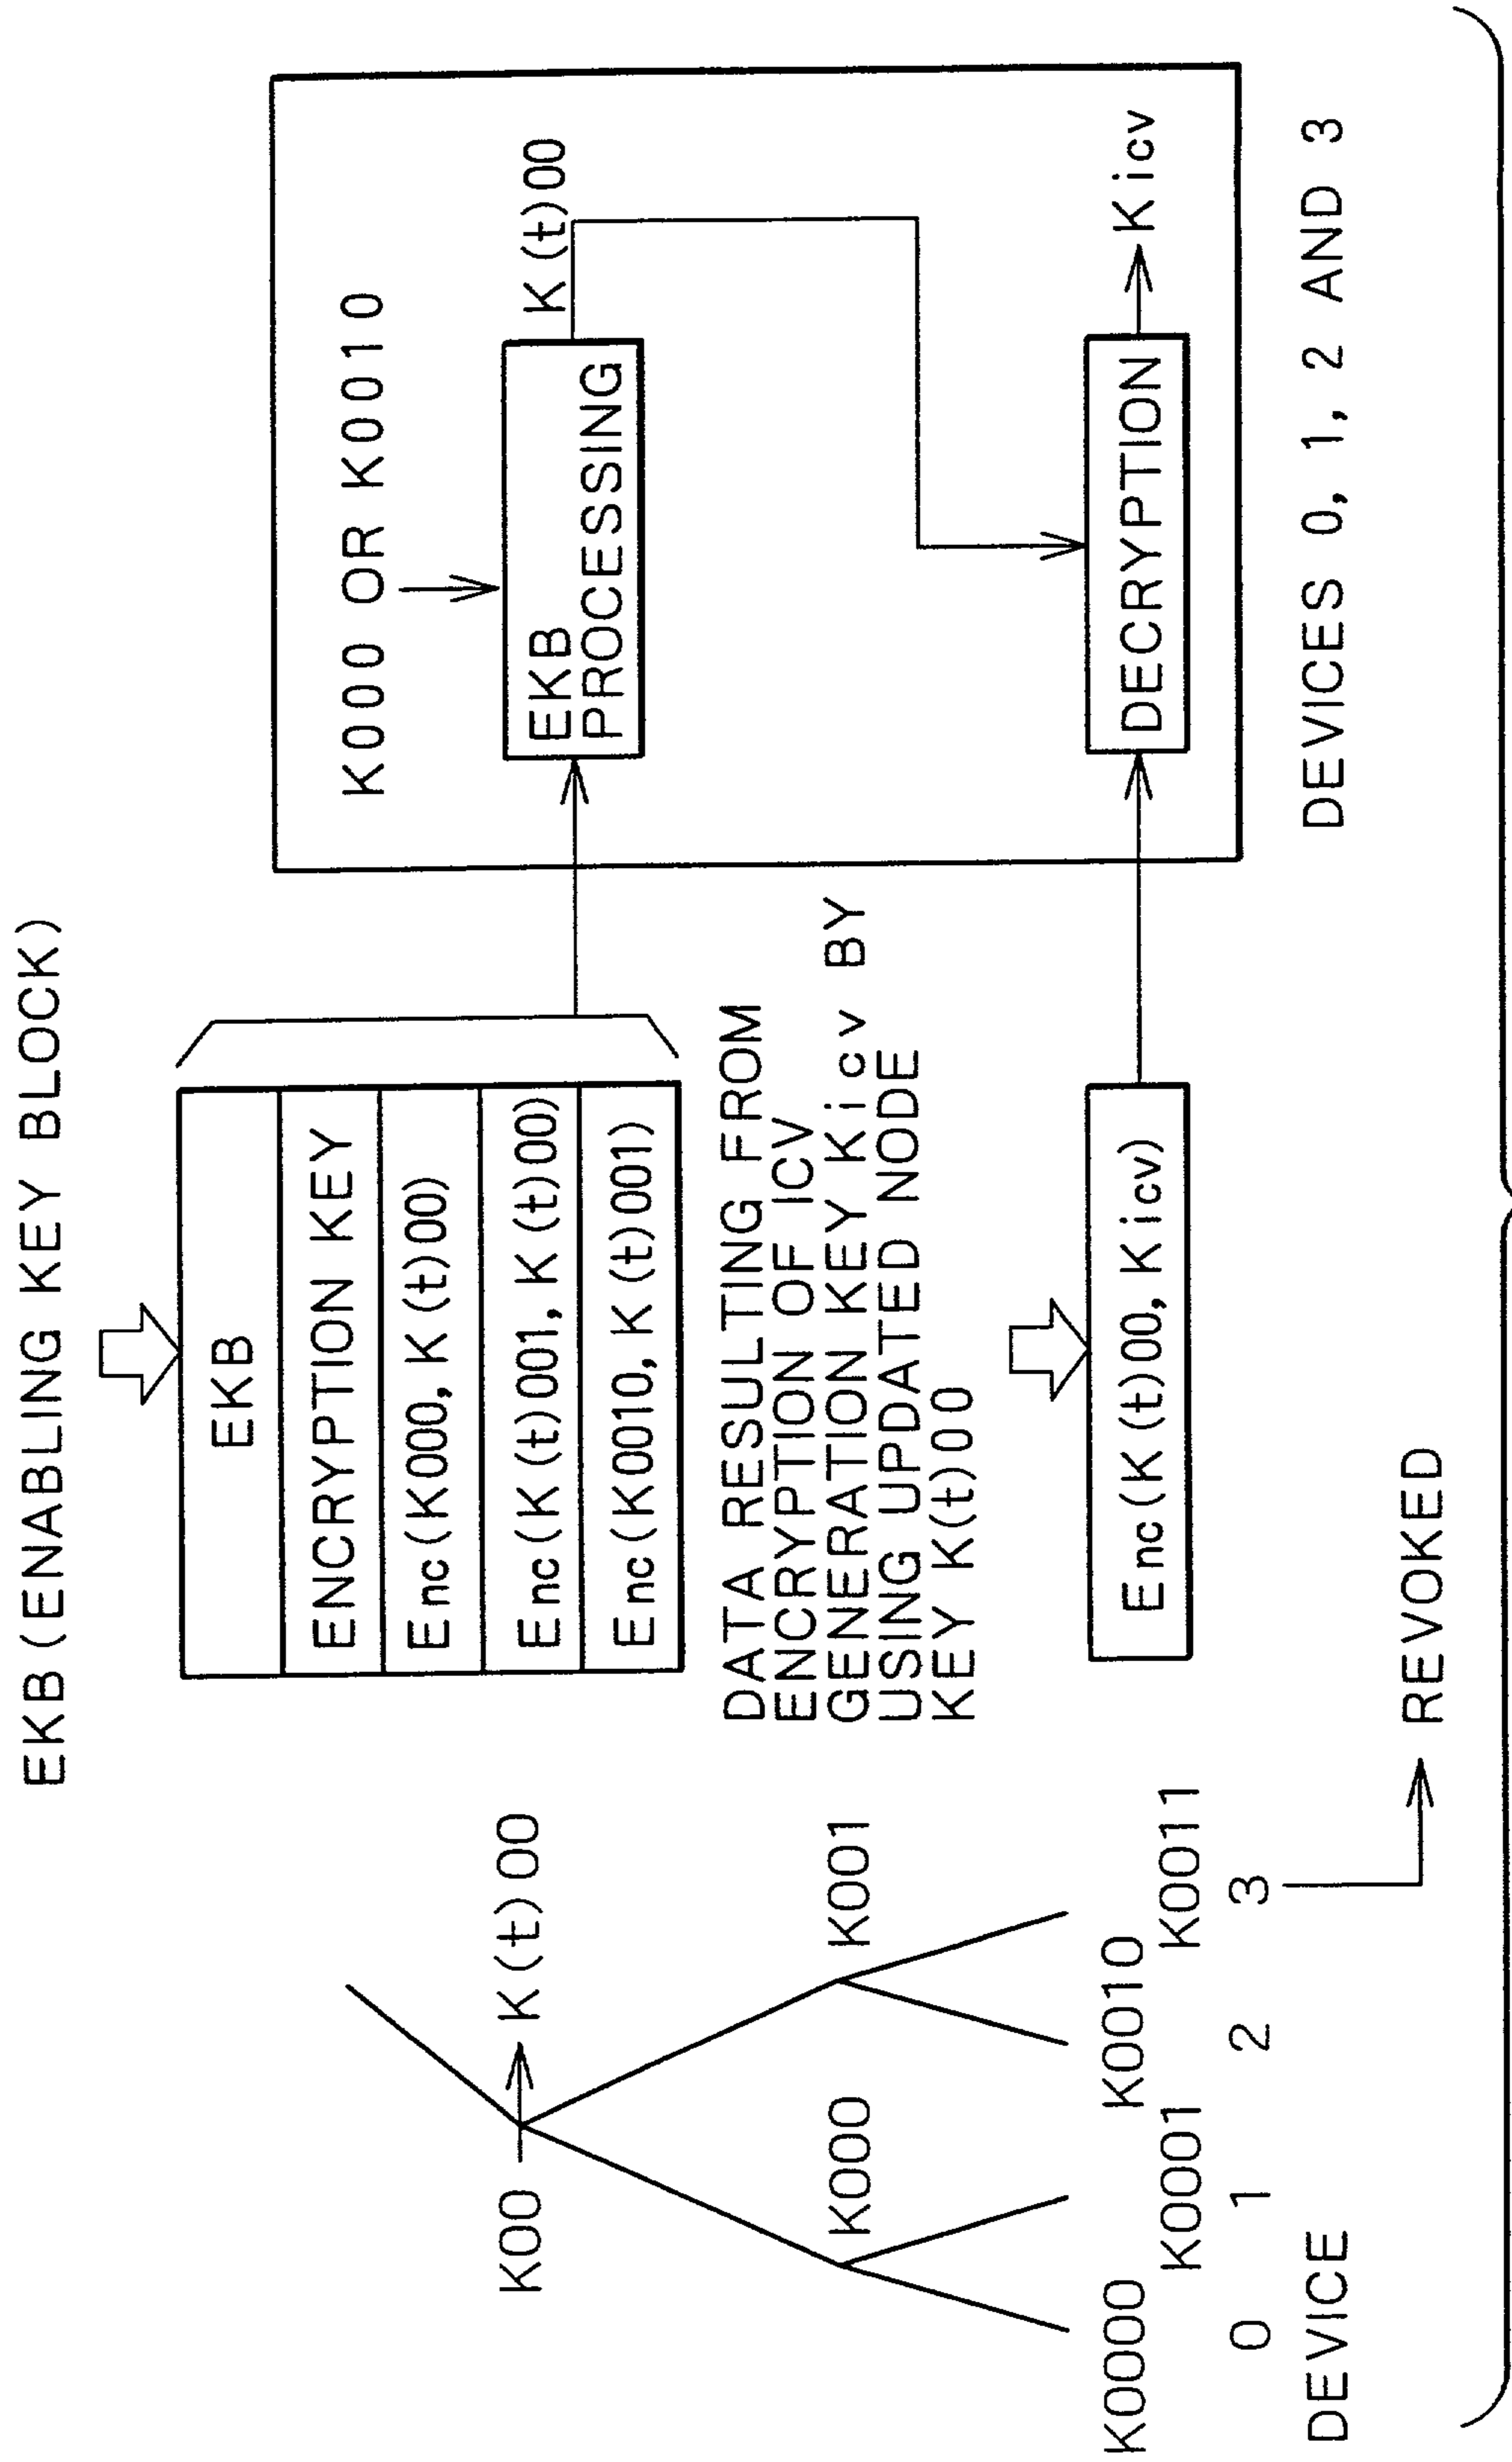 EKB (ENABLING KEY BLOCK)
EKB
ENCRYPTION KEY
Enc (K000, K (t) 00)
Enc (K (t) 001, K (t) 00)
Enc (K0010, K (t) 001)
DATA RESULTING FROM
ENCRYPTION OF ICV
GENERATION KEY Kicv BY
USING UPDATED NODE
KEY K(t)00
Enc (K (t) 00, Kicv)
K00
K (t) 00
K000
K001
K0000
K0001
K0010
K0011
0 1 2 3
DEVICE
REVOKED
K000 OR K0010
EKB
PROCESSING
K (t) 00
DECRYPTION
Kicv
DEVICES 0, 1, 2 AND 3